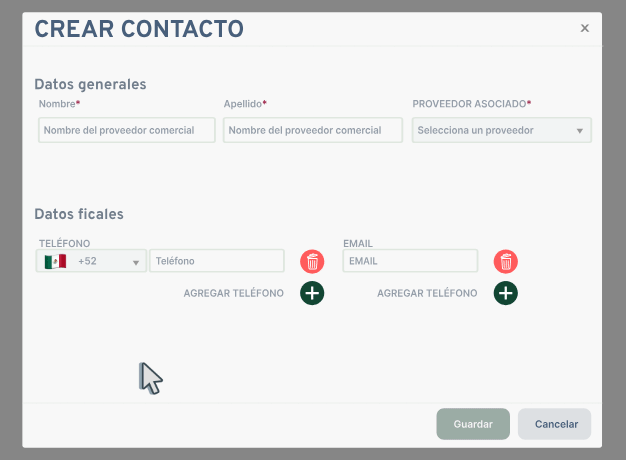 CREAR CONTACTO
×
Datos generales
Nombre* Apellido* PROVEEDOR ASOCIADO*
Nombre del proveedor comercial Nombre del proveedor comercial Selecciona un proveedor
Datos ficales
TELÉFONO EMAIL
+52 Teléfono EMAIL
AGREGAR TELÉFONO AGREGAR TELÉFONO
Guardar Cancelar